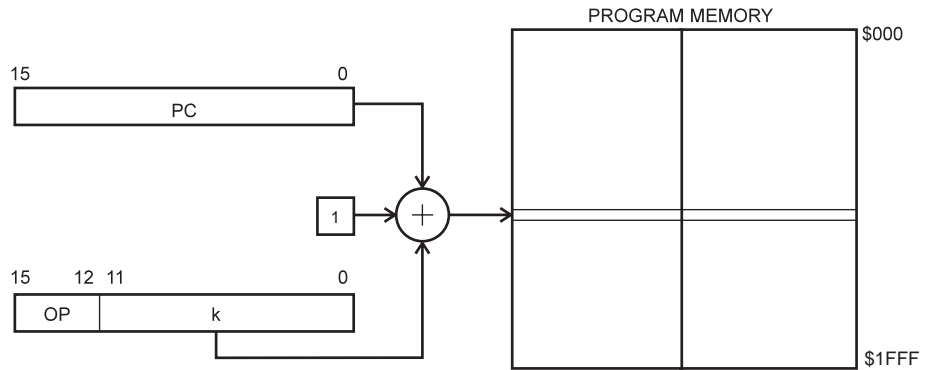 PROGRAM MEMORY
$000
15 0
PC
1
+
15 12 11 0
OP k
$1FFF